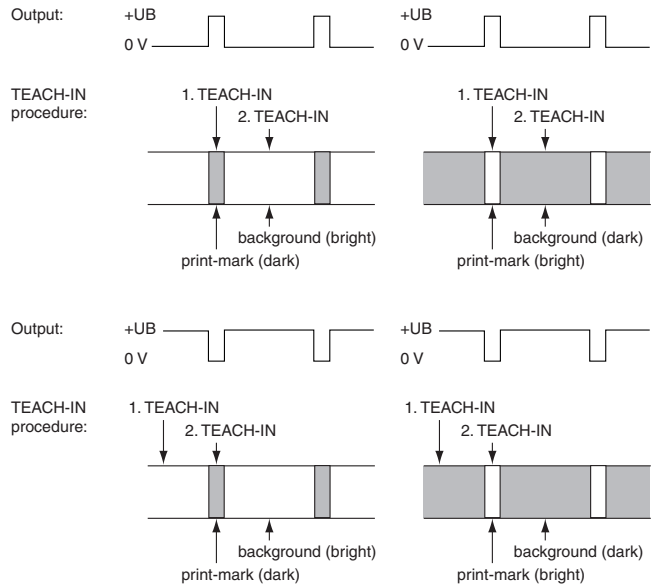 Output: +UB +UB
0 V 0 V
TEACH-IN 1. TEACH-IN 1. TEACH-IN
procedure: 2. TEACH-IN 2. TEACH-IN
background (bright) background (dark)
print-mark (dark) print-mark (bright)
Output: +UB +UB
0 V 0 V
TEACH-IN 1. TEACH-IN 1. TEACH-IN
procedure: 2. TEACH-IN 2. TEACH-IN
background (bright) background (dark)
print-mark (dark) print-mark (bright)